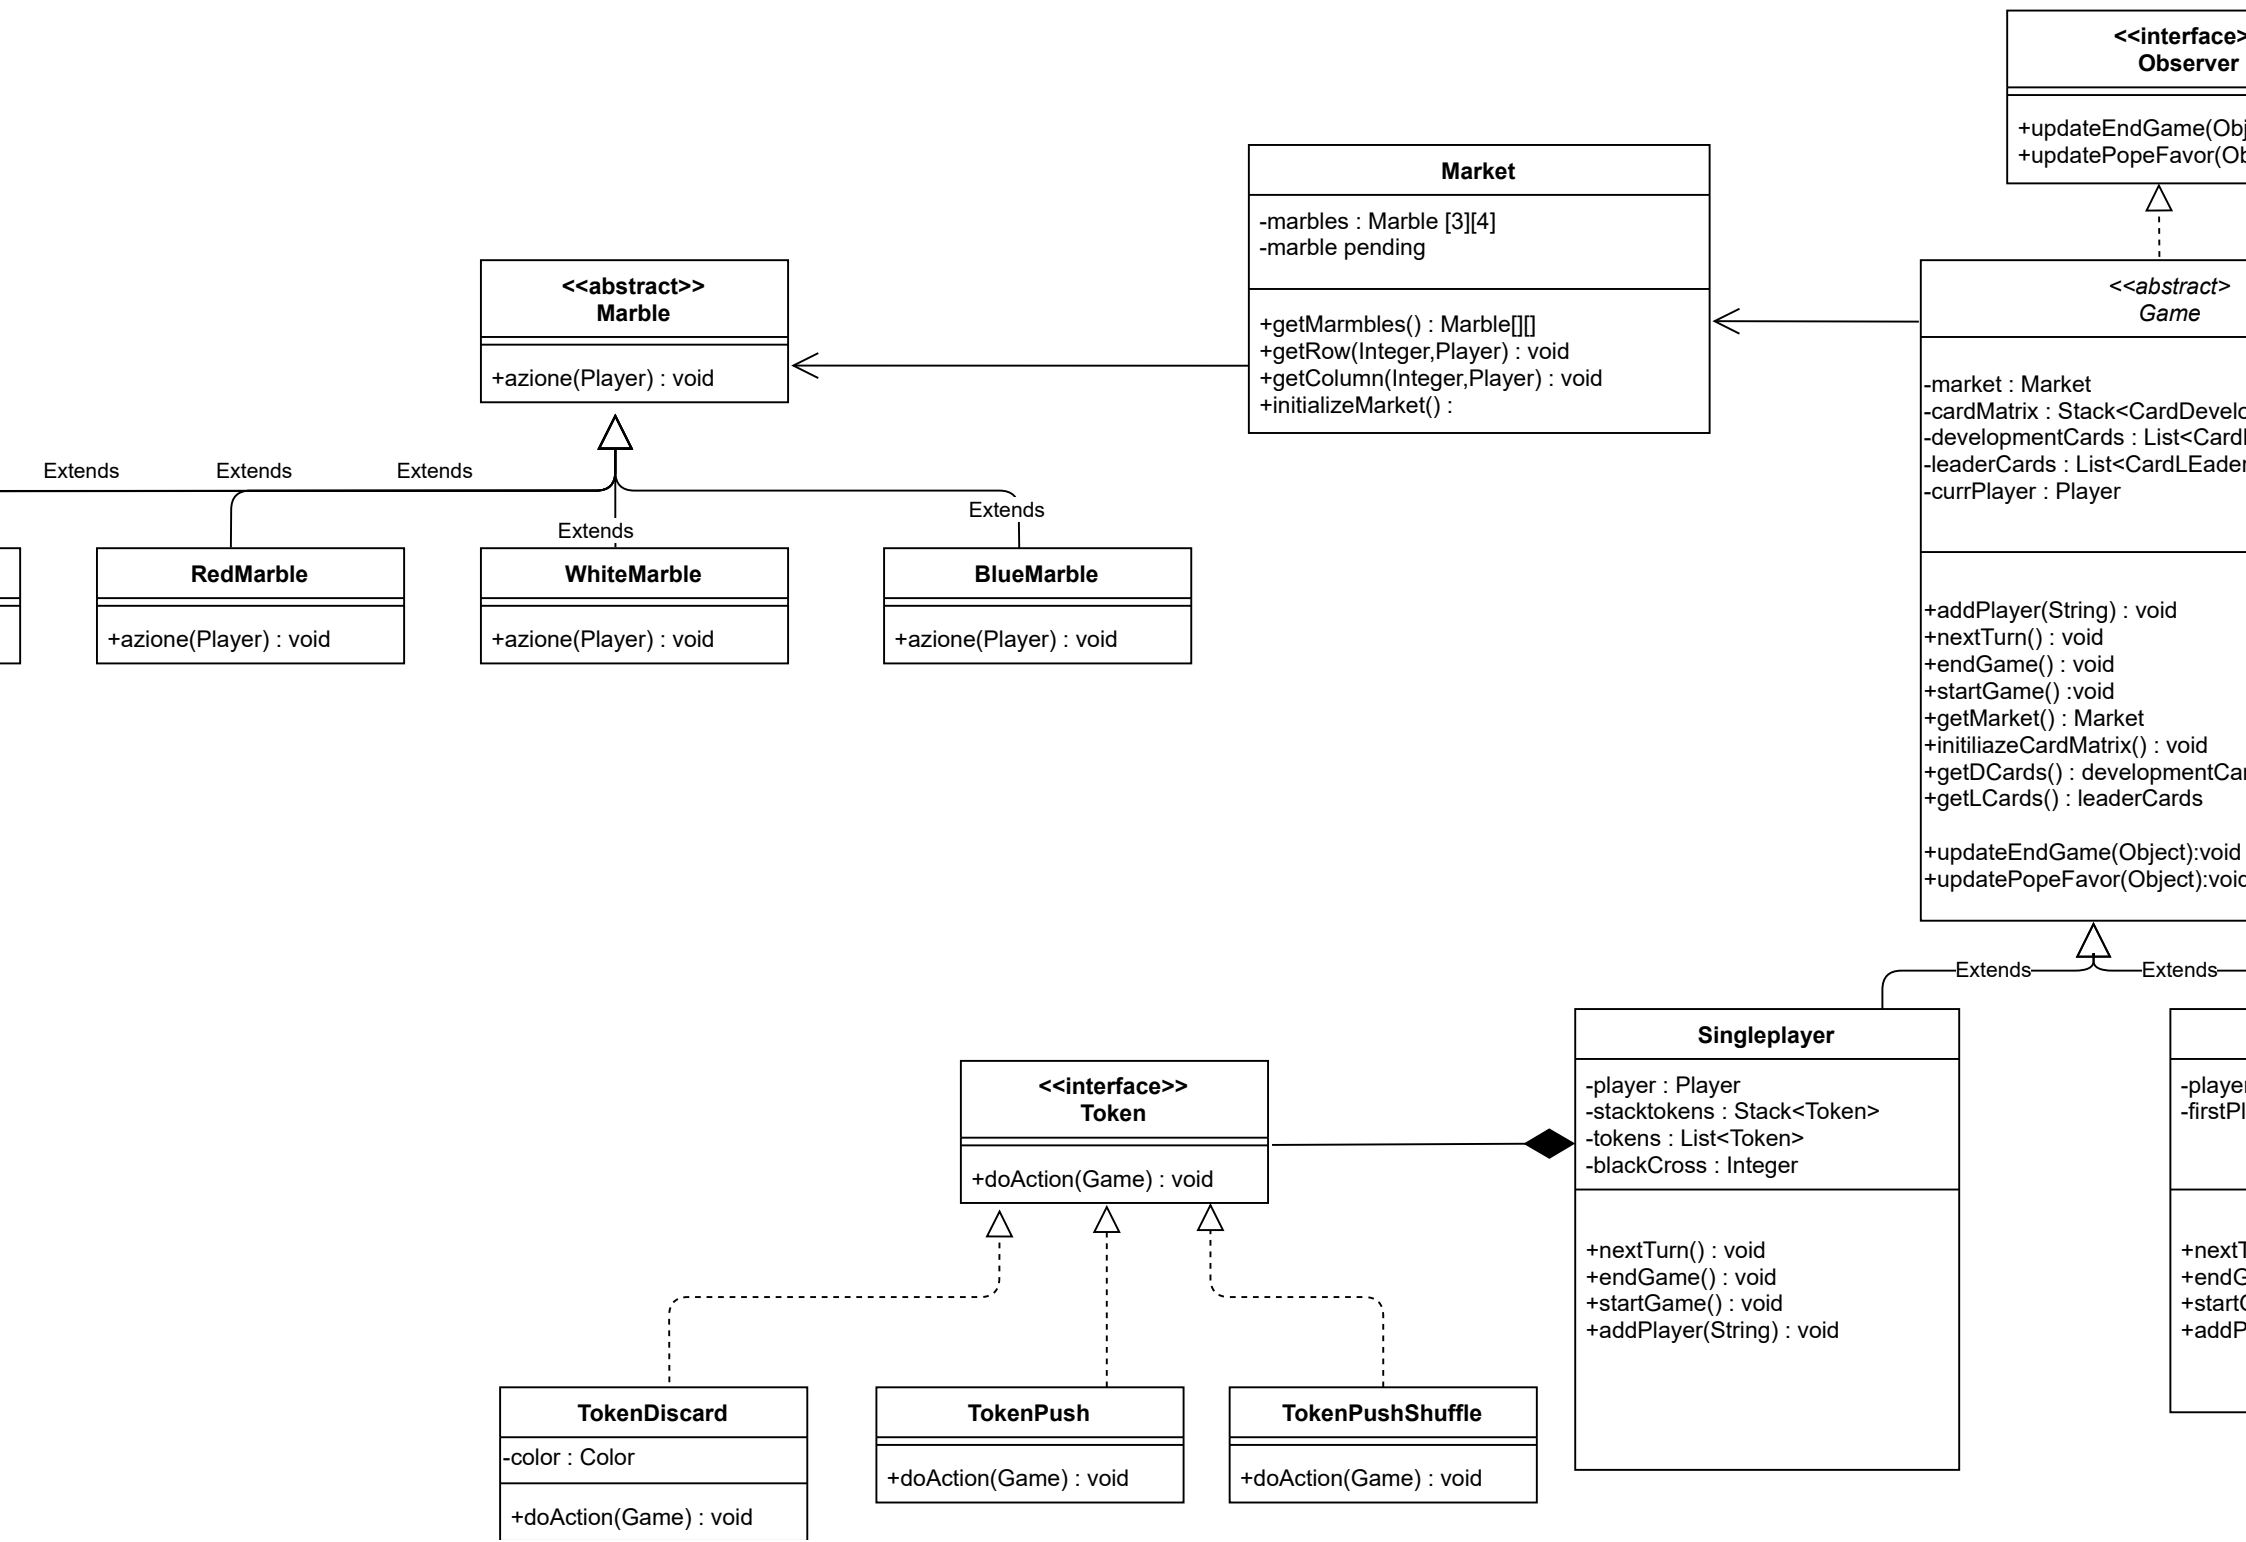 <<interface>
Observer
+updateEndGame(Obj
+updatePopeFavor(Ob
Market
-marbles : Marble [3][4]
-marble pending
+getMarmbles() : Marble[][]
+getRow(Integer,Player) : void
+getColumn(Integer,Player) : void
+initializeMarket() :
<<abstract>>
Marble
+azione(Player) : void
<<abstract>
Game
-market : Market
-cardMatrix : Stack<CardDevelo
-developmentCards : List<Card
-leaderCards : List<CardLEader
-currPlayer : Player
+addPlayer(String) : void
+nextTurn() : void
+endGame() : void
+startGame() :void
+getMarket() : Market
+initiliazeCardMatrix() : void
+getDCards() : developmentCar
+getLCards() : leaderCards
+updateEndGame(Object):void
+updatePopeFavor(Object):void
Extends
Extends
Extends
Extends
Extends
RedMarble
+azione(Player) : void
WhiteMarble
+azione(Player) : void
BlueMarble
+azione(Player) : void
Extends
Extends
Singleplayer
-player : Player
-stacktokens : Stack<Token>
-tokens : List<Token>
-blackCross : Integer
+nextTurn() : void
+endGame() : void
+startGame() : void
+addPlayer(String) : void
-player
-firstPl
+nextT
+endG
+startG
+addP
<<interface>>
Token
+doAction(Game) : void
TokenDiscard
-color : Color
+doAction(Game) : void
TokenPush
+doAction(Game) : void
TokenPushShuffle
+doAction(Game) : void